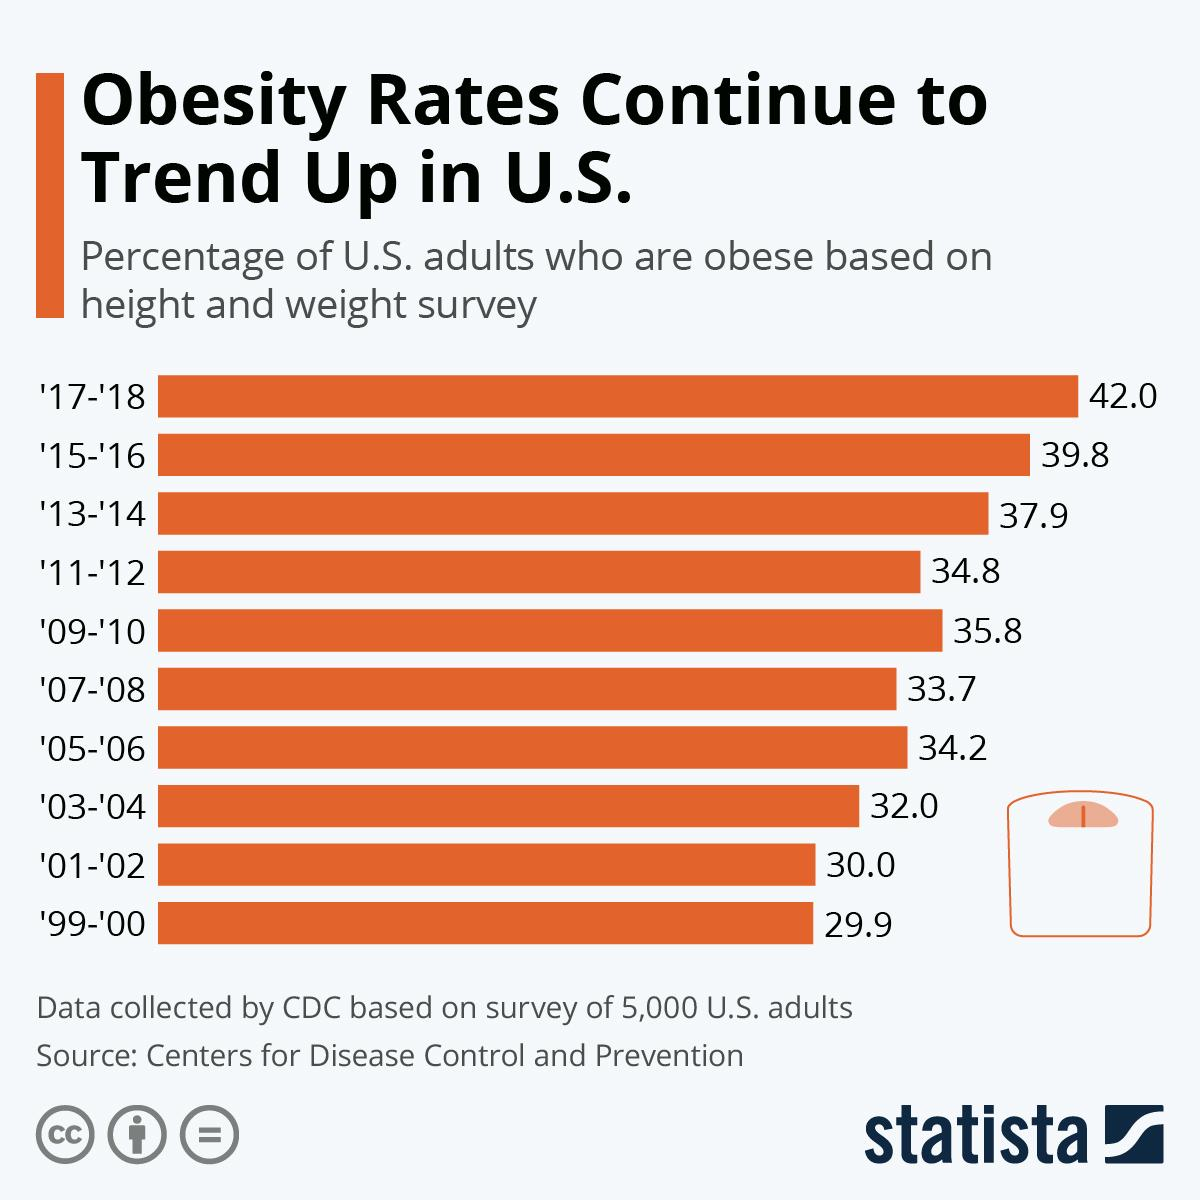 Obesity Rates Continue to
Trend Up in U.S.
Percentage of U.S. adults who are obese based on
height and weight survey
'17-'18 42.0
'15-'16 39.8
'13-'14 37.9
'11-'12 34.8
'09-'10 35.8
'07-'08 33.7
'05-'06 34.2
'03-'04 32.0
'01-'02 30.0
'99-'00 29.9
Data collected by CDC based on survey of 5,000 U.S. adults
Source: Centers for Disease Control and Prevention
cc = statista